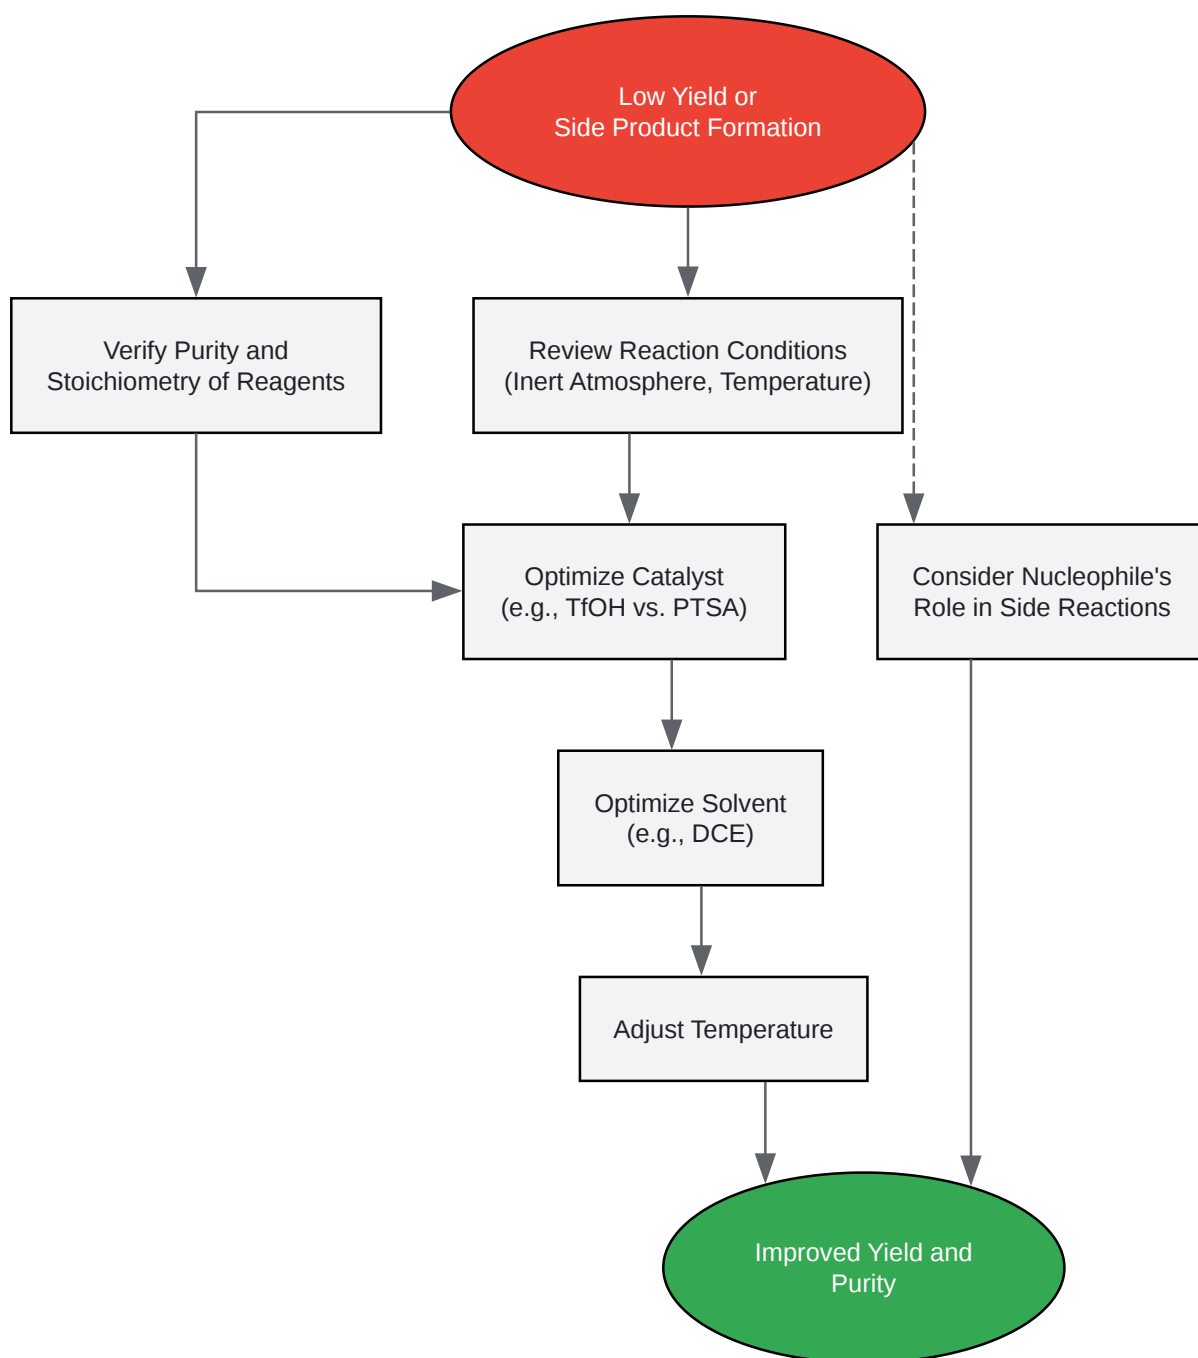 Low Yield or
Side Product Formation
Verify Purity and
Stoichiometry of Reagents
Review Reaction Conditions
(Inert Atmosphere, Temperature)
Optimize Catalyst
(e.g., TfOH vs. PTSA)
Consider Nucleophile's
Role in Side Reactions
Optimize Solvent
(e.g., DCE)
Adjust Temperature
Improved Yield and
Purity